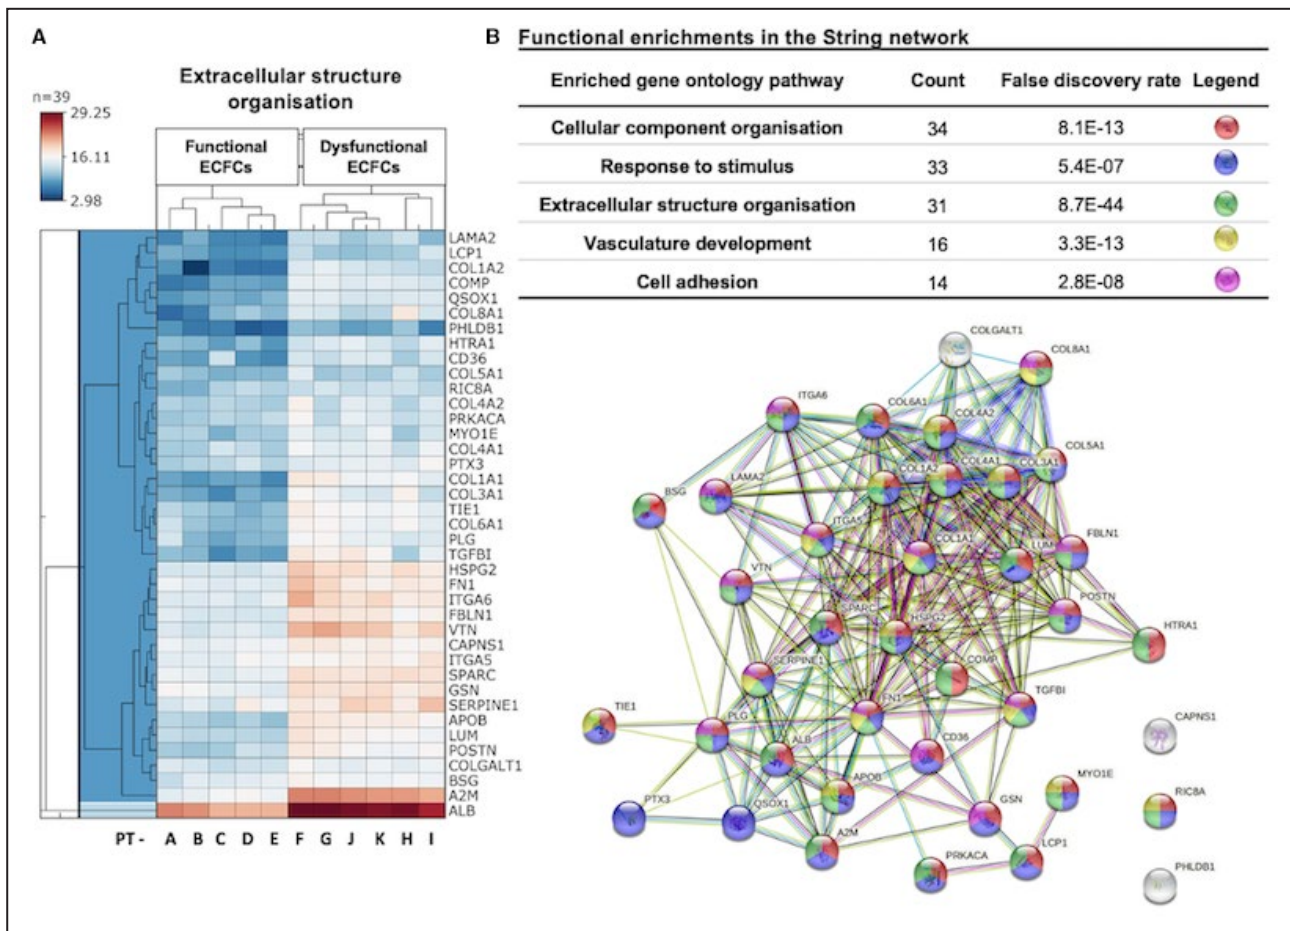 A
Extracellular structure
organisation
n=39
29.25
16.11
2.98
Functional
ECFCs
Dysfunctional
ECFCs
LAMA2
LCP1
COL1A2
COMP
QSOX1
COL8A1
PHLDB1
HTRA1
CD36
COL5A1
RIC8A
COL4A2
PRKACA
MYO1E
COL4A1
PTX3
COL1A1
COL3A1
TIE1
COL6A1
PLG
TGFBI
HSPG2
FN1
ITGA6
FBLN1
VTN
CAPNS1
ITGA5
SPARC
GSN
SERPINE1
APOB
LUM
POSTN
COLGALT1
BSG
A2M
ALB
PT - A B C D E F G J K H I
B Functional enrichments in the String network
Enriched gene ontology pathway Count False discovery rate Legend
Cellular component organisation 34 8.1E-13
Response to stimulus 33 5.4E-07
Extracellular structure organisation 31 8.7E-44
Vasculature development 16 3.3E-13
Cell adhesion 14 2.8E-08
COLGALT1
COL8A1
ITGA6
COL6A1
COL4A2
COL5A1
LAMA2
COL1A2
COL4A1
COL3A1
BSG
ITGA5
COL1A1
LUM
FBLN1
VTN
SPARC
HSPG2
POSTN
HTRA1
SERPINE1
COMP
FN1
TGFBI
TIE1
PLG
ALB
CD36
CAPNS1
APOB
MYO1E
PTX3
QSOX1
GSN
RIC8A
A2M
PRKACA
LCP1
PHLDB1